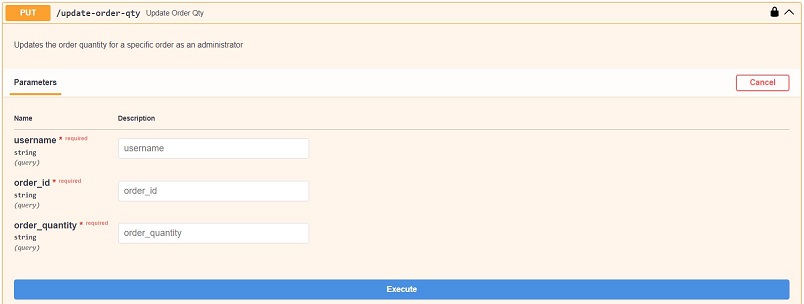 PUT /update-order-qty Update Order Qty
Updates the order quantity for a specific order as an administrator
Parameters Cancel
Name Description
username * required
string
(query)
username
order_id * required
string
(query)
order_id
order_quantity * required
string
(query)
order_quantity
Execute